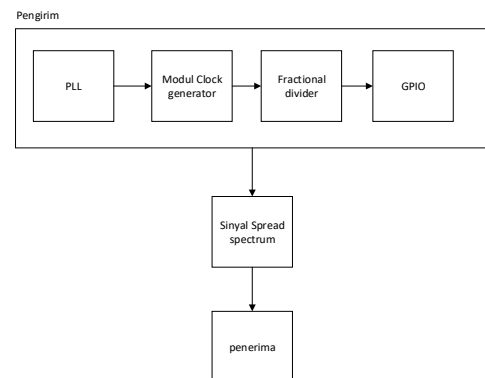 Pengirim
PLL
Modul Clock
generator
Fractional
divider
GPIO
Sinyal Spread
spectrum
penerima